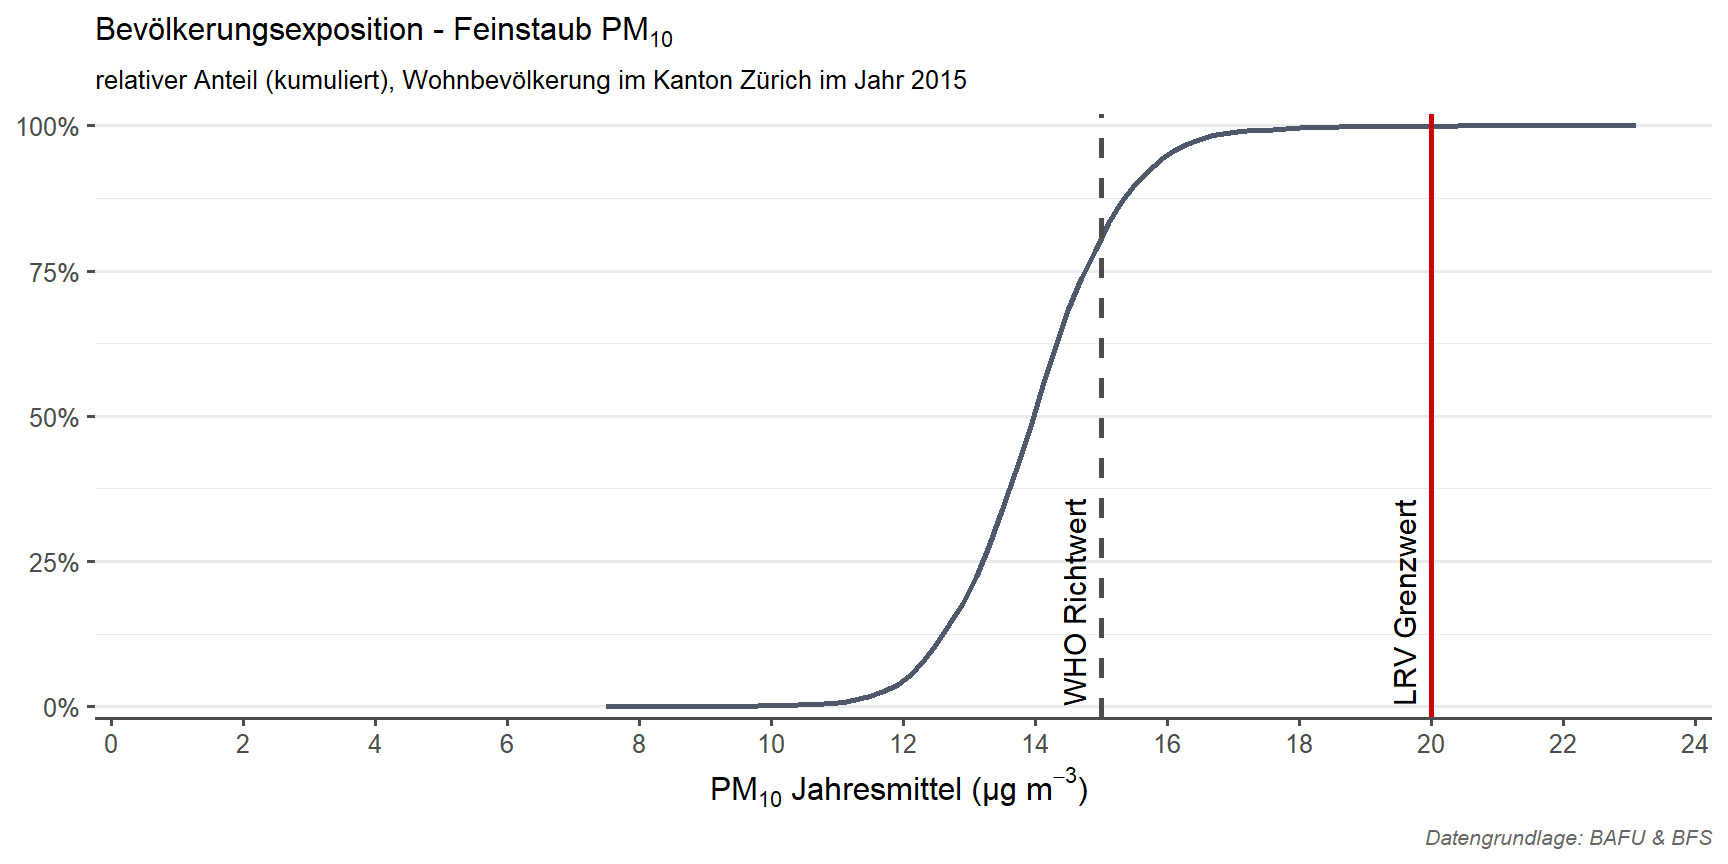 Bevölkerungsexposition - Feinstaub PM₁₀
relativer Anteil (kumuliert), Wohnbevölkerung im Kanton Zürich im Jahr 2015
100%
75%
50%
25%
0%
WHO Richtwert
LRV Grenzwert
0 2 4 6 8 10 12 14 16 18 20 22 24
PM₁₀ Jahresmittel (µg m⁻³)
Datengrundlage: BAFU & BFS